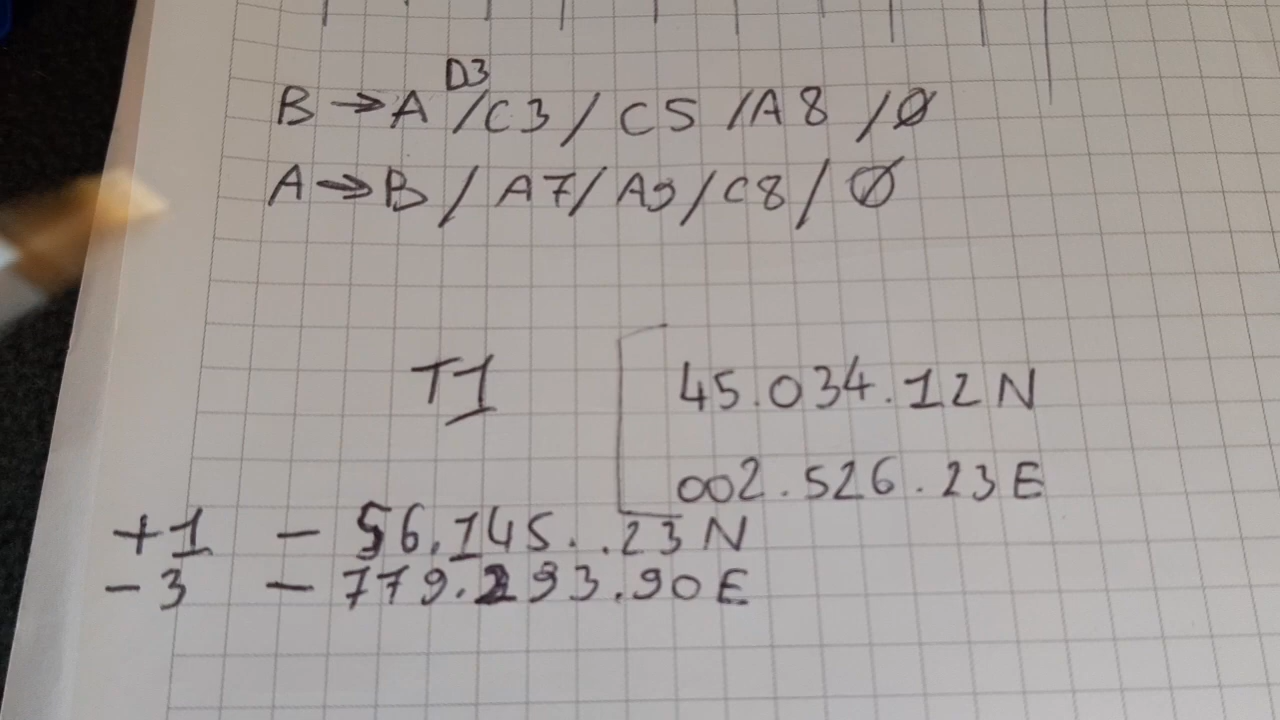 D3
B → A /C3 / C5 /A8 /Ø
A → B / A7/ A9/C8/ Ø
T1
45.034.12N
002.526.23E
+1 - 56.145..23N
-3 - 779.293.90E